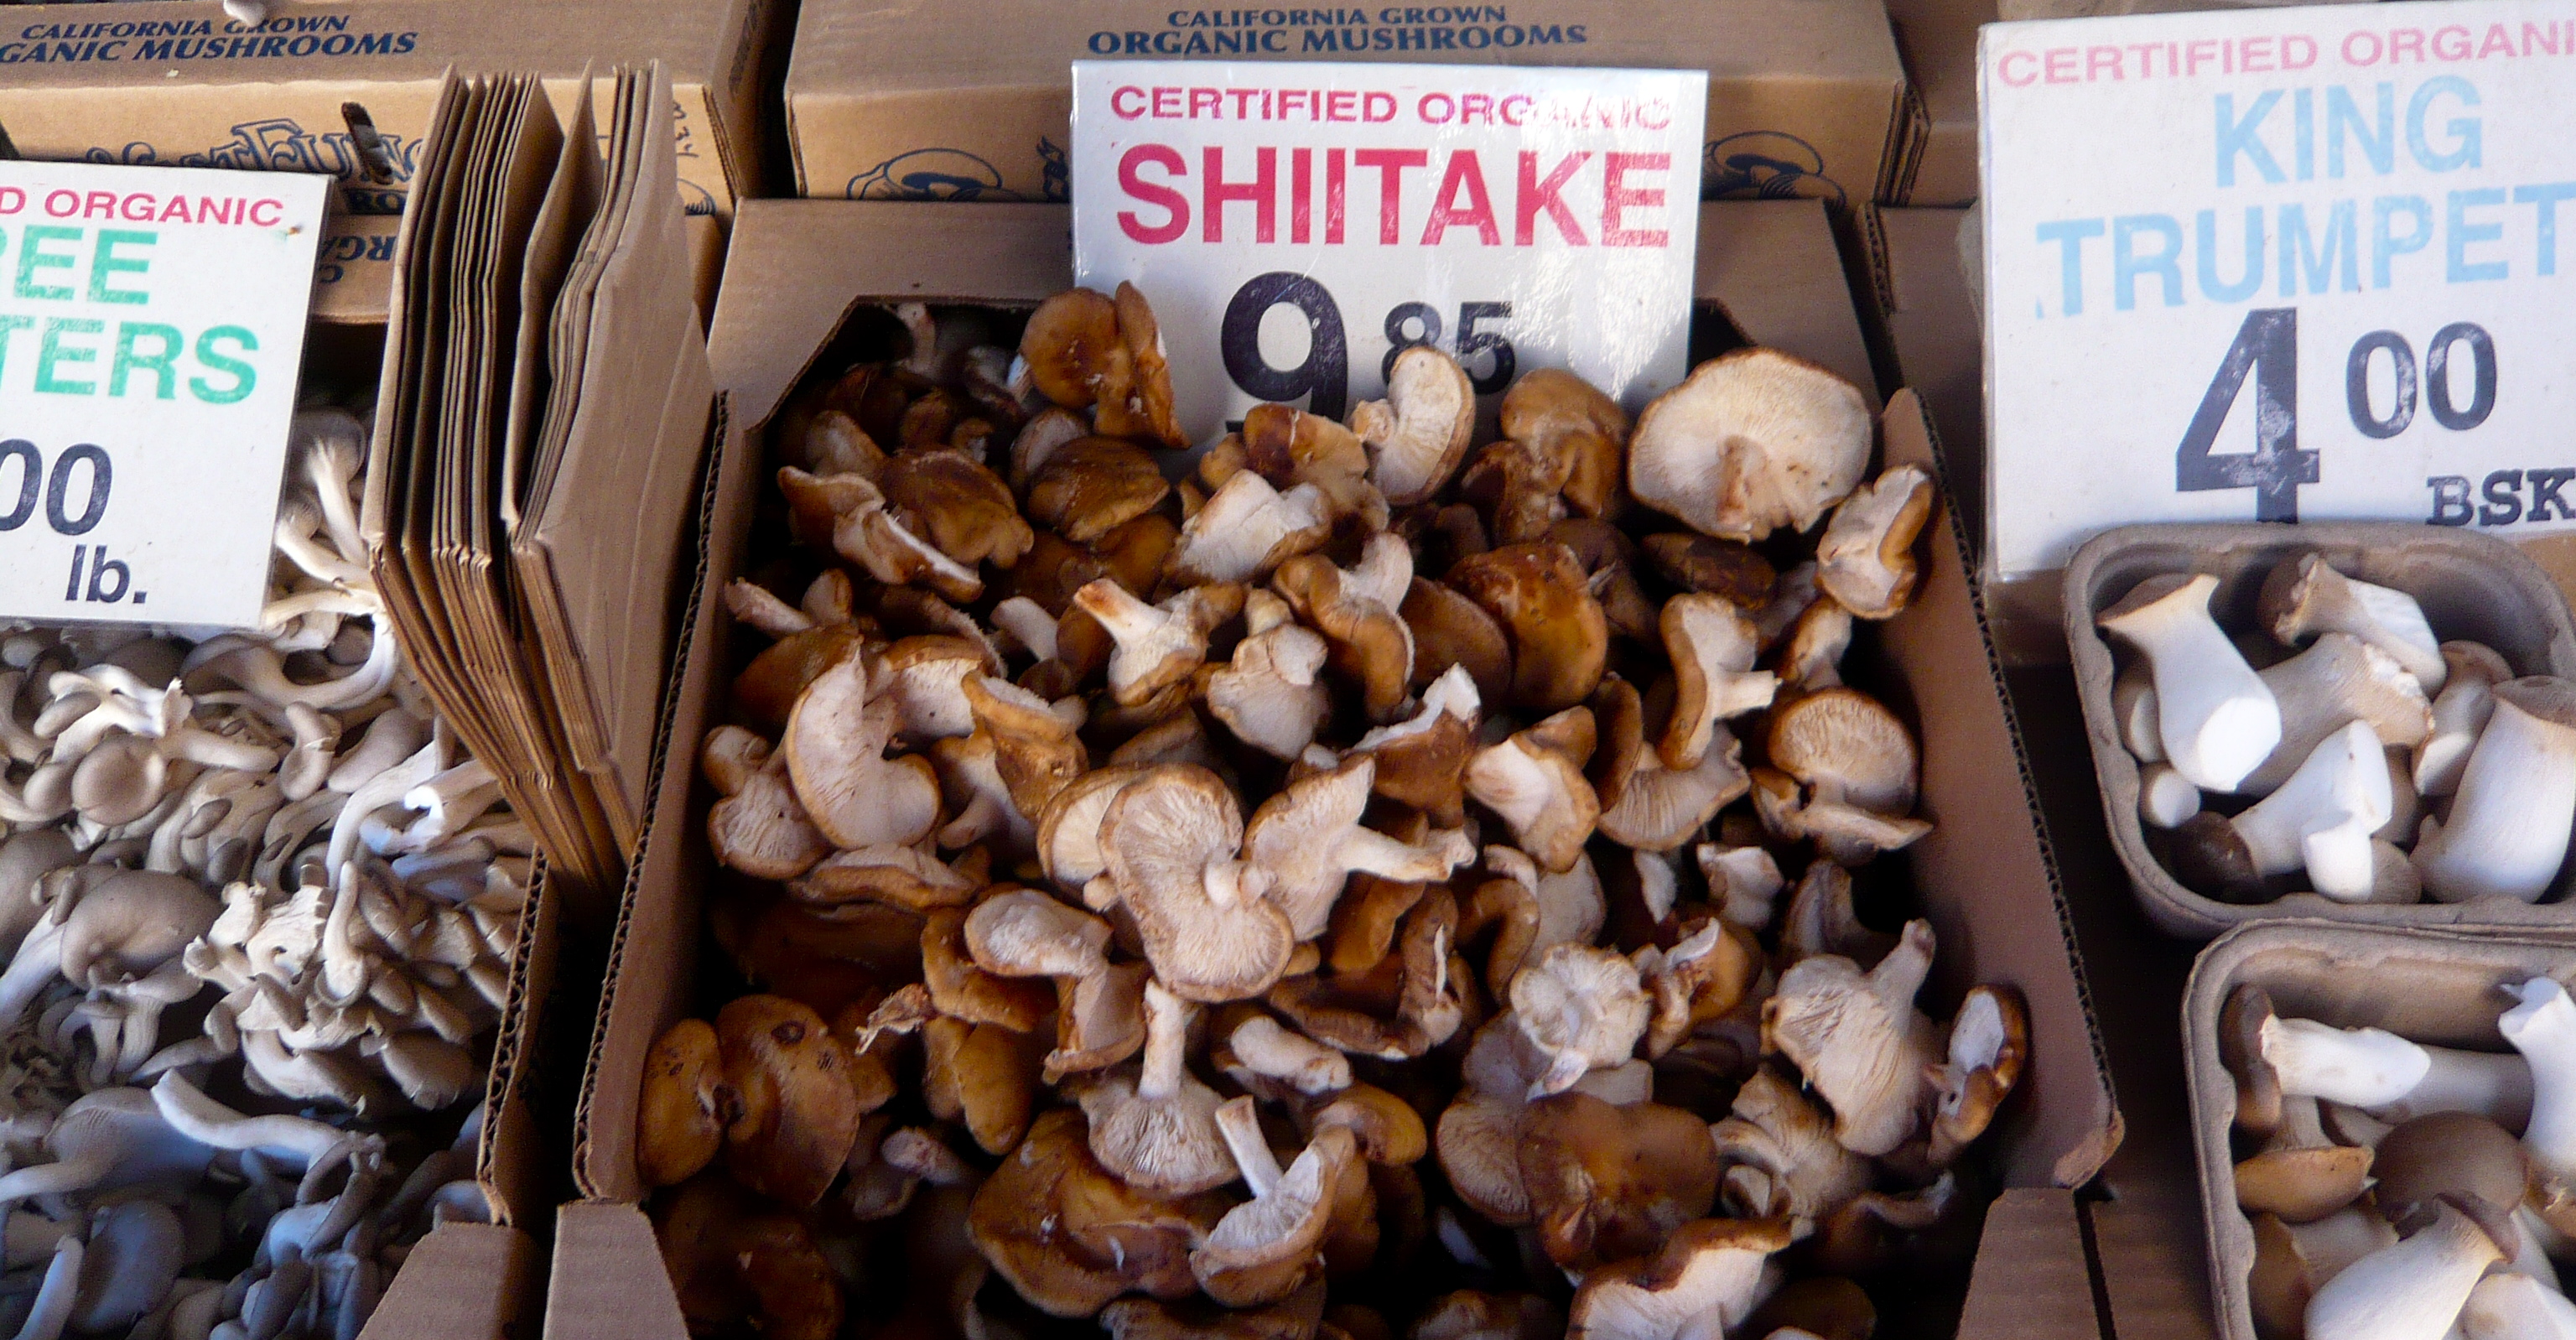 CALIFORNIA GROWN
GANIC MUSHROOMS
CALIFORNIA GROWN
ORGANIC MUSHROOMS
D ORGANIC
REE
TERS
00
lb.
CERTIFIED ORGANIC
SHIITAKE
9 85
CERTIFIED ORGANI
KING
TRUMPET
4 00
BSK